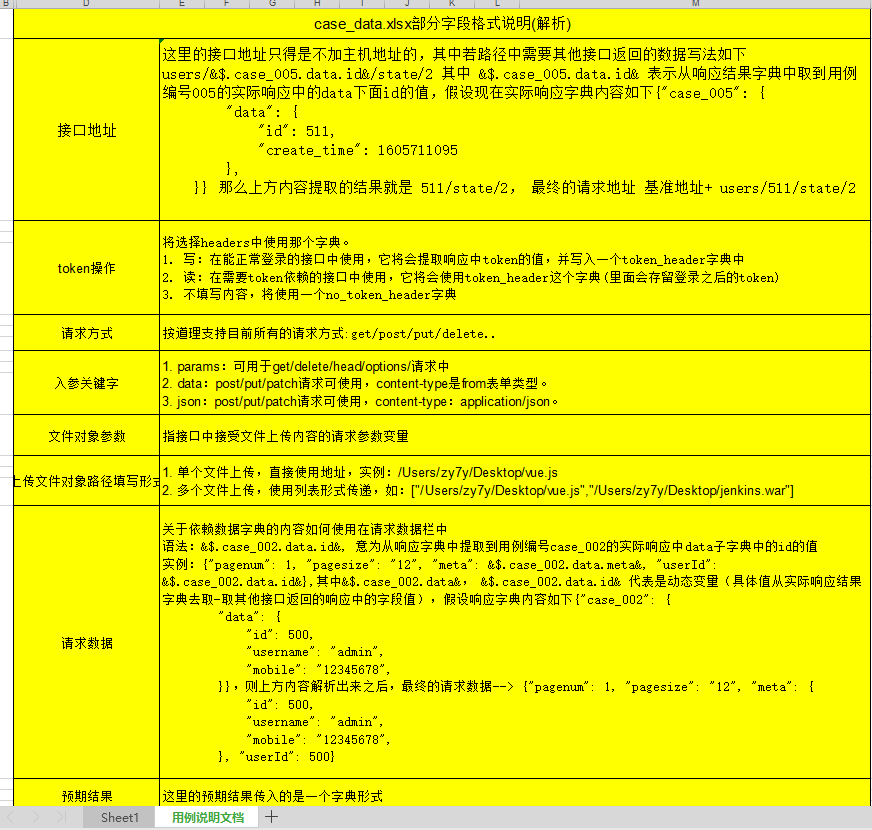 B D E F G H I J K L M
case_data.xlsx部分字段格式说明(解析)
接口地址
这里的接口地址只得是不加主机地址的，其中若路径中需要其他接口返回的数据写法如下
users/&$.case_005.data.id&/state/2 其中 &$.case_005.data.id& 表示从响应结果字典中取到用例
编号005的实际响应中的data下面id的值，假设现在实际响应字典内容如下{"case_005": {
"data": {
"id": 511,
"create_time": 1605711095
},
}} 那么上方内容提取的结果就是 511/state/2， 最终的请求地址 基准地址+ users/511/state/2
token操作
将选择headers中使用那个字典。
1. 写：在能正常登录的接口中使用，它将会提取响应中token的值，并写入一个token_header字典中
2. 读：在需要token依赖的接口中使用，它将会使用token_header这个字典(里面会存留登录之后的token)
3. 不填写内容，将使用一个no_token_header字典
请求方式
按道理支持目前所有的请求方式:get/post/put/delete..
入参关键字
1. params：可用于get/delete/head/options/请求中
2. data：post/put/patch请求可使用，content-type是from表单类型。
3. json：post/put/patch请求可使用，content-type：application/json。
文件对象参数
指接口中接受文件上传内容的请求参数变量
上传文件对象路径填写形式
1. 单个文件上传，直接使用地址，实例：/Users/zy7y/Desktop/vue.js
2. 多个文件上传，使用列表形式传递，如：["/Users/zy7y/Desktop/vue.js","/Users/zy7y/Desktop/jenkins.war"]
请求数据
关于依赖数据字典的内容如何使用在请求数据栏中
语法：&$.case_002.data.id&, 意为从响应字典中提取到用例编号case_002的实际响应中data子字典中的id的值
实例：{"pagenum": 1, "pagesize": "12", "meta": &$.case_002.data.meta&, "userId":
&$.case_002.data.id&},其中&$.case_002.data&， &$.case_002.data.id& 代表是动态变量（具体值从实际响应结果
字典去取-取其他接口返回的响应中的字段值），假设响应字典内容如下{"case_002": {
"data": {
"id": 500,
"username": "admin",
"mobile": "12345678",
}}，则上方内容解析出来之后，最终的请求数据--> {"pagenum": 1, "pagesize": "12", "meta": {
"id": 500,
"username": "admin",
"mobile": "12345678",
}, "userId": 500}
预期结果
这里的预期结果传入的是一个字典形式
Sheet1 用例说明文档